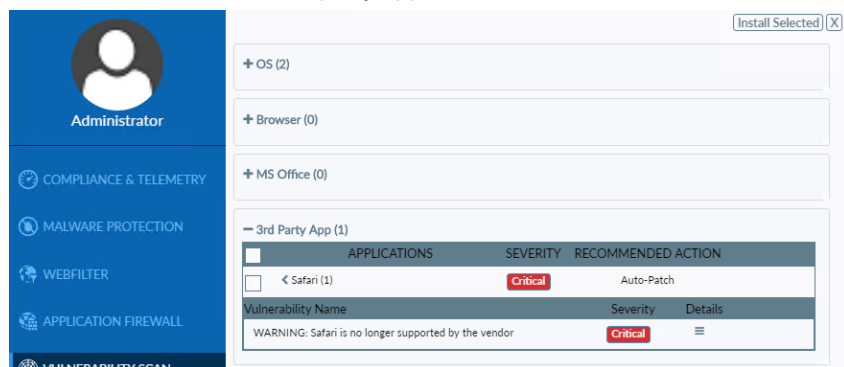 [Install Selected] [X]
Administrator
COMPLIANCE & TELEMETRY
MALWARE PROTECTION
WEBFILTER
APPLICATION FIREWALL
VULNERABILITY SCAN
+ OS (2)
+ Browser (0)
+ MS Office (0)
− 3rd Party App (1)
APPLICATIONS SEVERITY RECOMMENDED ACTION
Safari (1) Critical Auto-Patch
Vulnerability Name Severity Details
WARNING: Safari is no longer supported by the vendor Critical